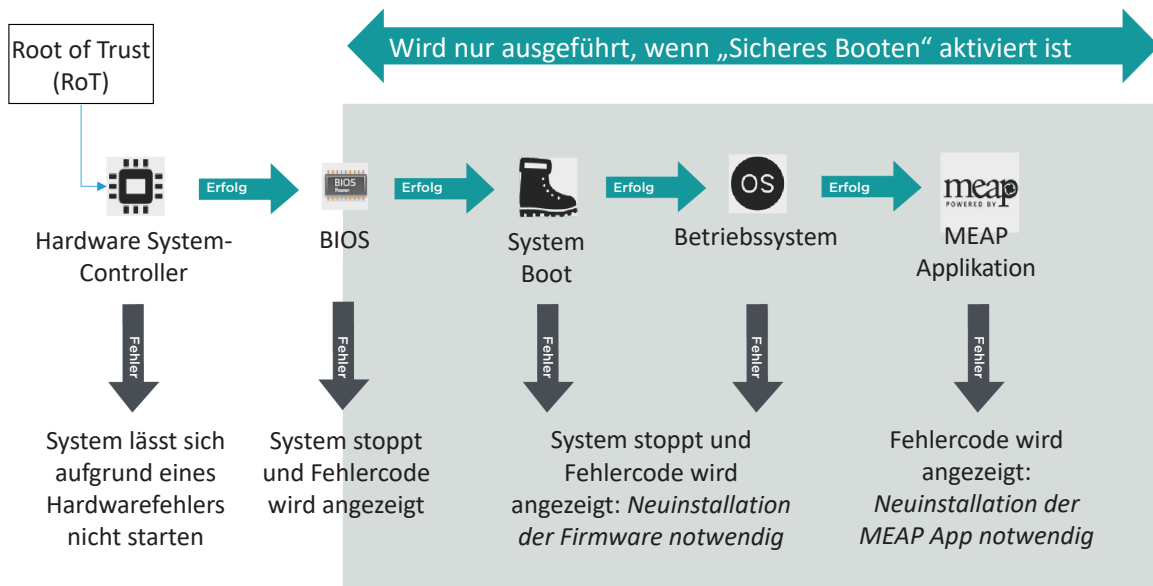 Root of Trust
(RoT)
Wird nur ausgeführt, wenn „Sicheres Booten“ aktiviert ist
Erfolg
BIOS
Power
Erfolg
Erfolg
OS
Erfolg
meap
POWERED BY
Hardware System-
Controller
BIOS
System
Boot
Betriebssystem
MEAP
Applikation
Fehler
Fehler
Fehler
Fehler
Fehler
System lässt sich
aufgrund eines
Hardwarefehlers
nicht starten
System stoppt
und Fehlercode
wird angezeigt
System stoppt und
Fehlercode wird
angezeigt: Neuinstallation
der Firmware notwendig
Fehlercode wird
angezeigt:
Neuinstallation der
MEAP App notwendig